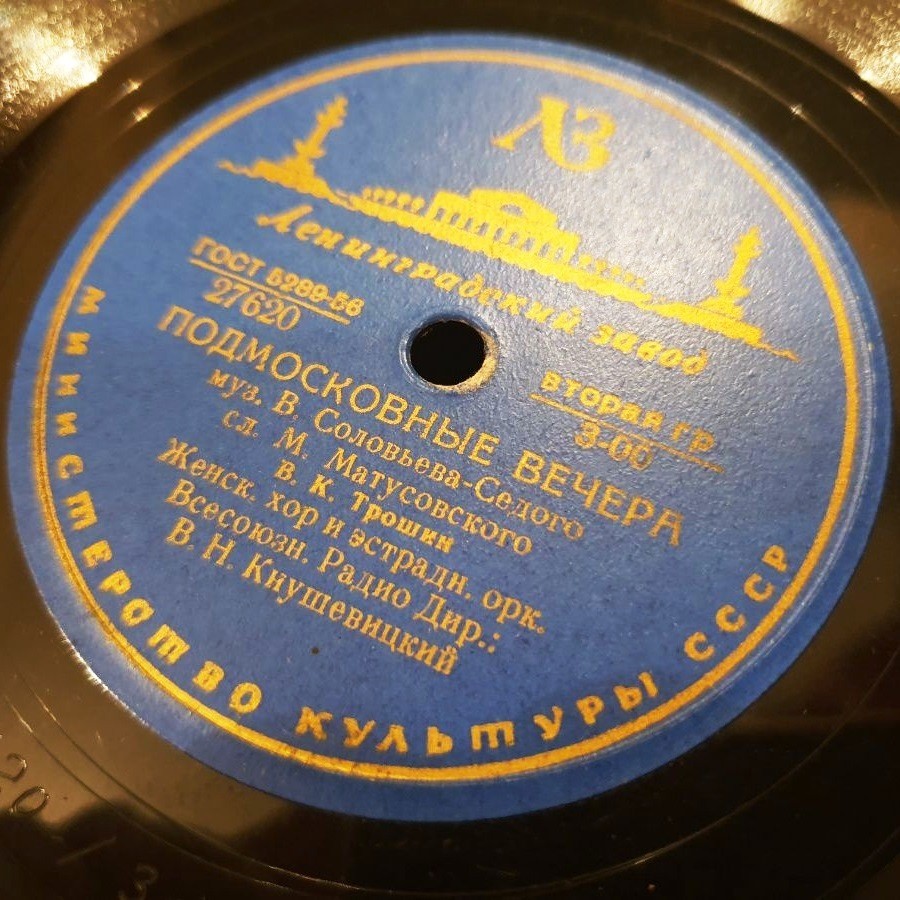 ЛЗ
Ленинградский завод
ГОСТ 5289-56
27620
ВТОРАЯ ГР.
3-00
ПОДМОСКОВНЫЕ ВЕЧЕРА
муз. В. Соловьева-Седого
сл. М. Матусовского
В. К. Трошин
Женск. хор и эстрадн. орк.
Всесоюзн. Радио Дир.:
В. Н. Кнушевицкий
МИНИСТЕРСТВО КУЛЬТУРЫ СССР